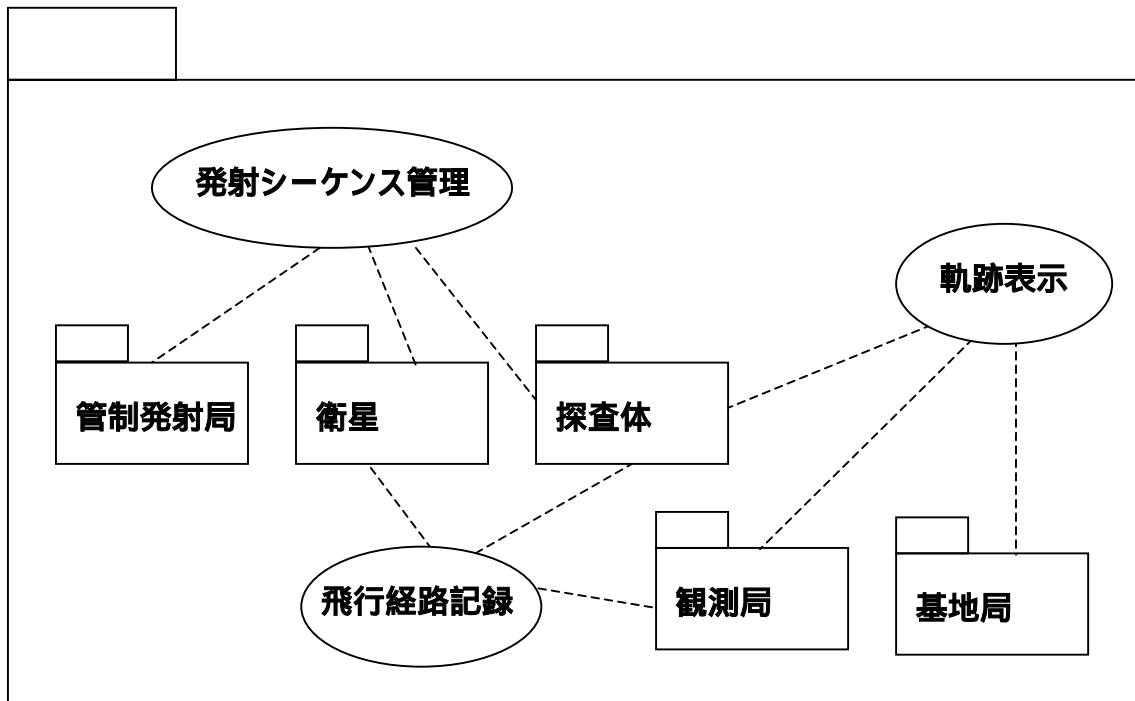 発射シーケンス管理
軌跡表示
管制発射局
衛星
探査体
飛行経路記録
観測局
基地局